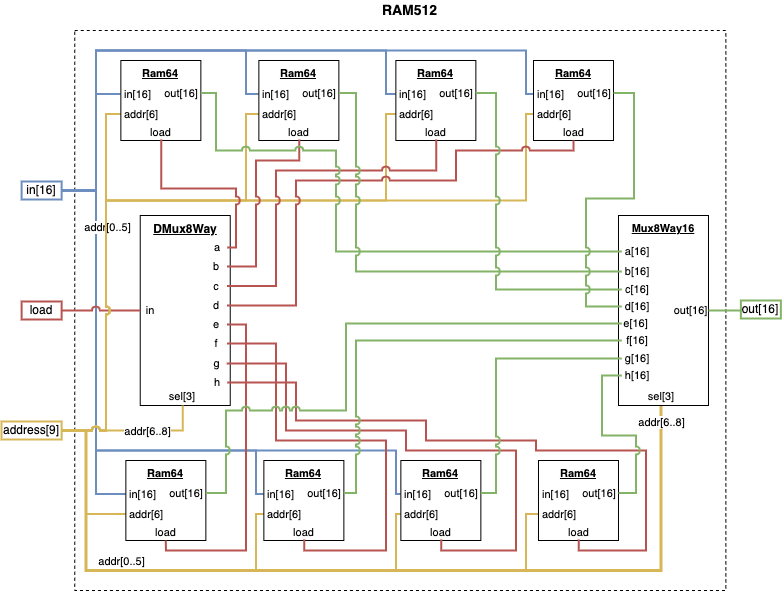 RAM512
Ram64 Ram64 Ram64 Ram64
in[16] out[16] in[16] out[16] in[16] out[16] in[16] out[16]
addr[6] addr[6] addr[6] addr[6]
load load load load
in[16]
addr[0..5] DMux8Way Mux8Way16
a a[16]
b b[16]
c c[16]
d d[16]
load in out[16] out[16]
e e[16]
f f[16]
g g[16]
h h[16]
sel[3] sel[3]
address[9] addr[6..8] addr[6..8]
Ram64 Ram64 Ram64 Ram64
in[16] out[16] in[16] out[16] in[16] out[16] in[16] out[16]
addr[6] addr[6] addr[6] addr[6]
load load load load
addr[0..5]